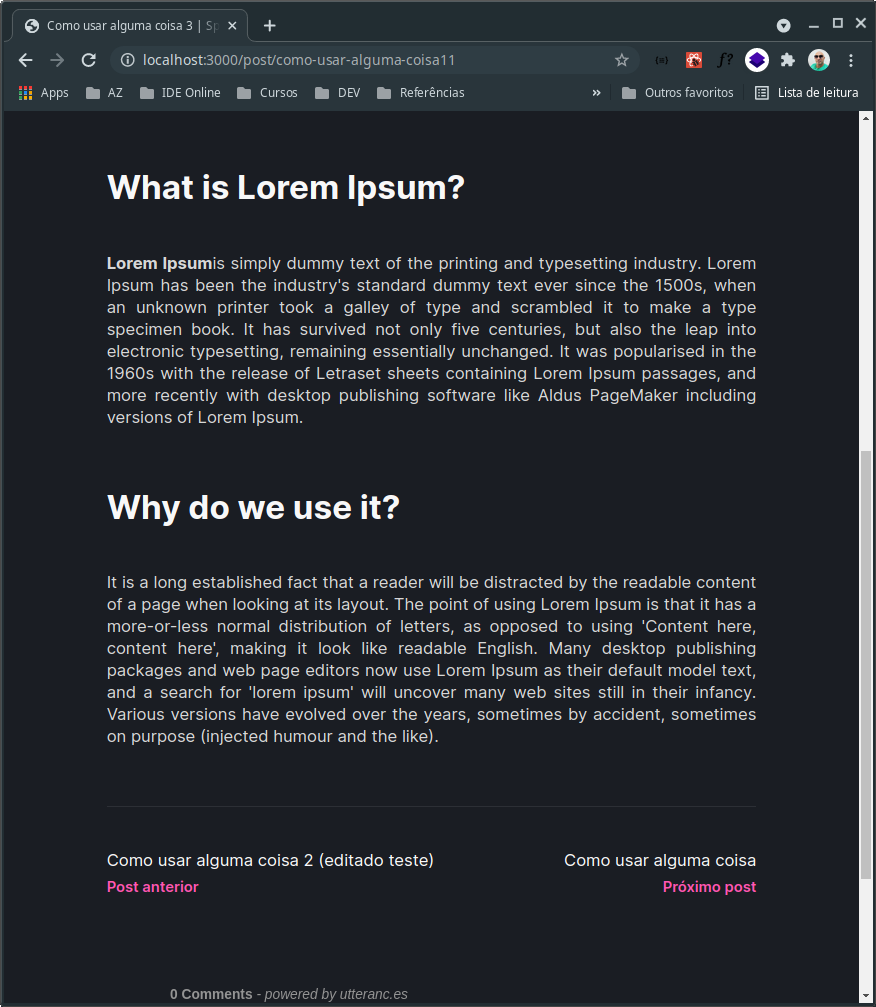 Como usar alguma coisa 3 | Sp
localhost:3000/post/como-usar-alguma-coisa11
{≡} ƒ?
Apps AZ IDE Online Cursos DEV Referências » Outros favoritos Lista de leitura
What is Lorem Ipsum?
Lorem Ipsumis simply dummy text of the printing and typesetting industry. Lorem
Ipsum has been the industry's standard dummy text ever since the 1500s, when
an unknown printer took a galley of type and scrambled it to make a type
specimen book. It has survived not only five centuries, but also the leap into
electronic typesetting, remaining essentially unchanged. It was popularised in the
1960s with the release of Letraset sheets containing Lorem Ipsum passages, and
more recently with desktop publishing software like Aldus PageMaker including
versions of Lorem Ipsum.
Why do we use it?
It is a long established fact that a reader will be distracted by the readable content
of a page when looking at its layout. The point of using Lorem Ipsum is that it has a
more-or-less normal distribution of letters, as opposed to using 'Content here,
content here', making it look like readable English. Many desktop publishing
packages and web page editors now use Lorem Ipsum as their default model text,
and a search for 'lorem ipsum' will uncover many web sites still in their infancy.
Various versions have evolved over the years, sometimes by accident, sometimes
on purpose (injected humour and the like).
Como usar alguma coisa 2 (editado teste) Como usar alguma coisa
Post anterior Próximo post
0 Comments - powered by utteranc.es